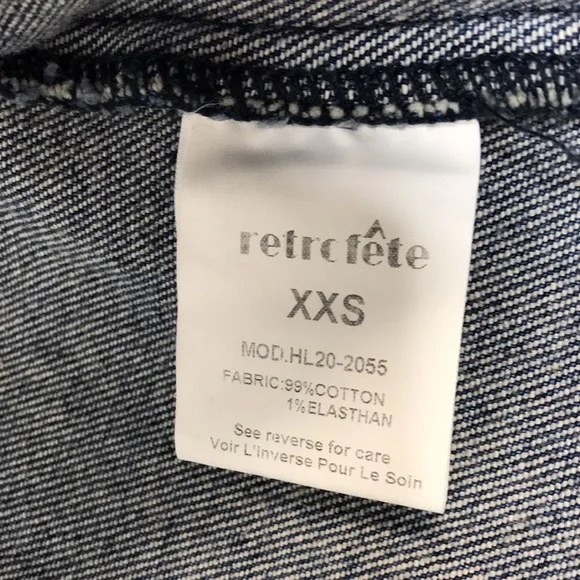 retrofête
XXS
MOD.HL20-2055
FABRIC:99%COTTON
1%ELASTHAN
See reverse for care
Voir L'Inverse Pour Le Soin